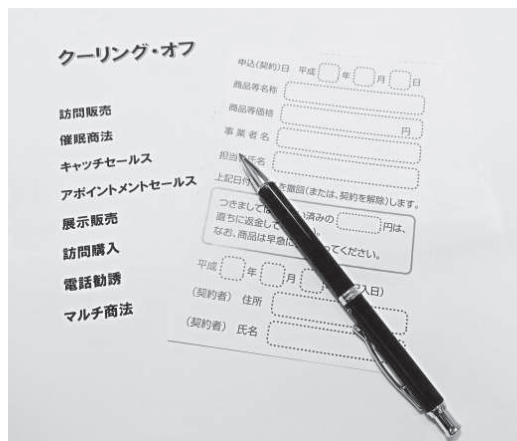 クーリング・オフ
訪問販売
催眠商法
キャッチセールス
アポイントメントセールス
展示販売
訪問購入
電話勧誘
マルチ商法
申込(契約)日 平成 年 月 日
商品等名称
商品等価格 円
事業者名
担当 氏名
上記日付 を撤回(または、契約を解除)します。
つきましては 済みの 円は、
直ちに返金して い。
なお、商品は早急に ってください。
平成 年 月 入日)
(契約者) 住所
(契約者) 氏名